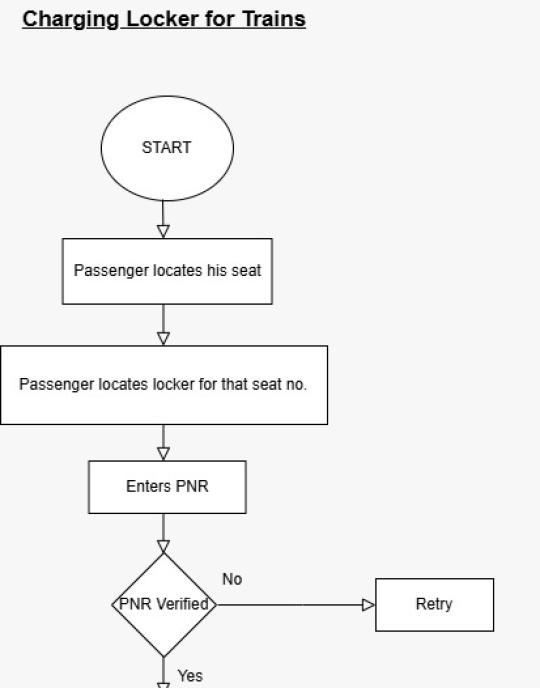 Charging Locker for Trains
START
Passenger locates his seat
Passenger locates locker for that seat no.
Enters PNR
No
PNR Verified
Retry
Yes